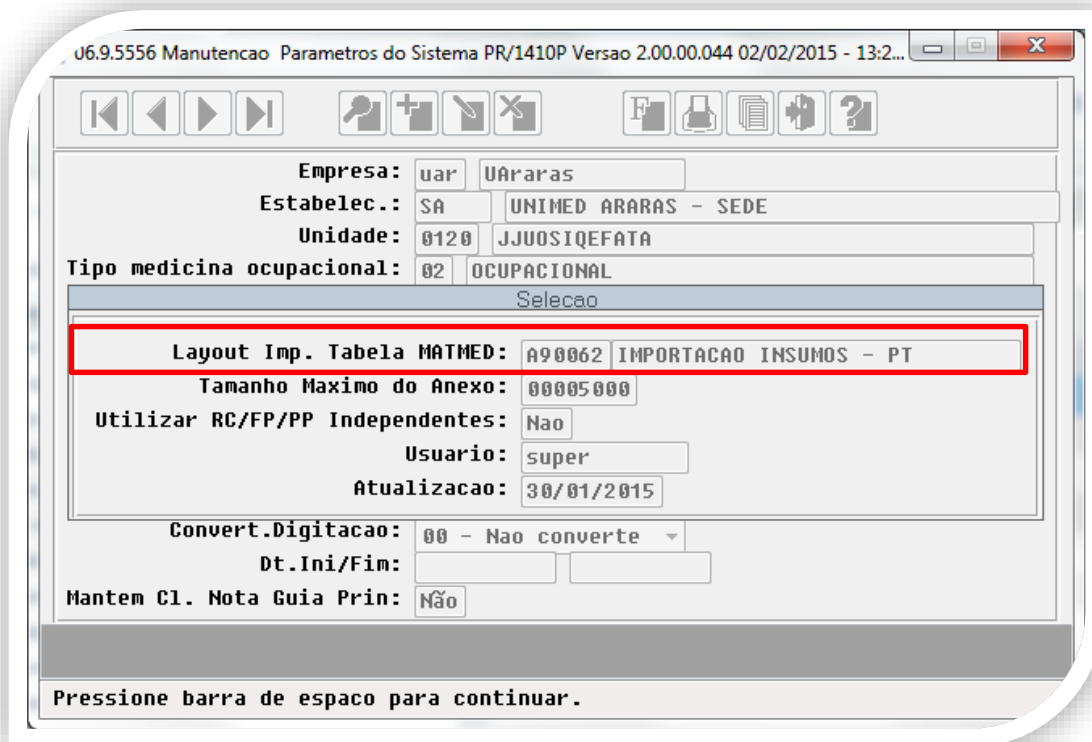 06.9.5556 Manutencao Parametros do Sistema PR/1410P Versao 2.00.00.044 02/02/2015 - 13:2...
F
Empresa: uar UAraras
Estabelec.: SA UNIMED ARARAS - SEDE
Unidade: 0120 JJUOSIQEFATA
Tipo medicina ocupacional: 02 OCUPACIONAL
Selecao
Layout Imp. Tabela MATMED: A90062 IMPORTACAO INSUMOS - PT
Tamanho Maximo do Anexo: 00005000
Utilizar RC/FP/PP Independentes: Nao
Usuario: super
Atualizacao: 30/01/2015
Convert.Digitacao: 00 - Nao converte
Dt.Ini/Fim:
Mantem Cl. Nota Guia Prin: Não
Pressione barra de espaco para continuar.